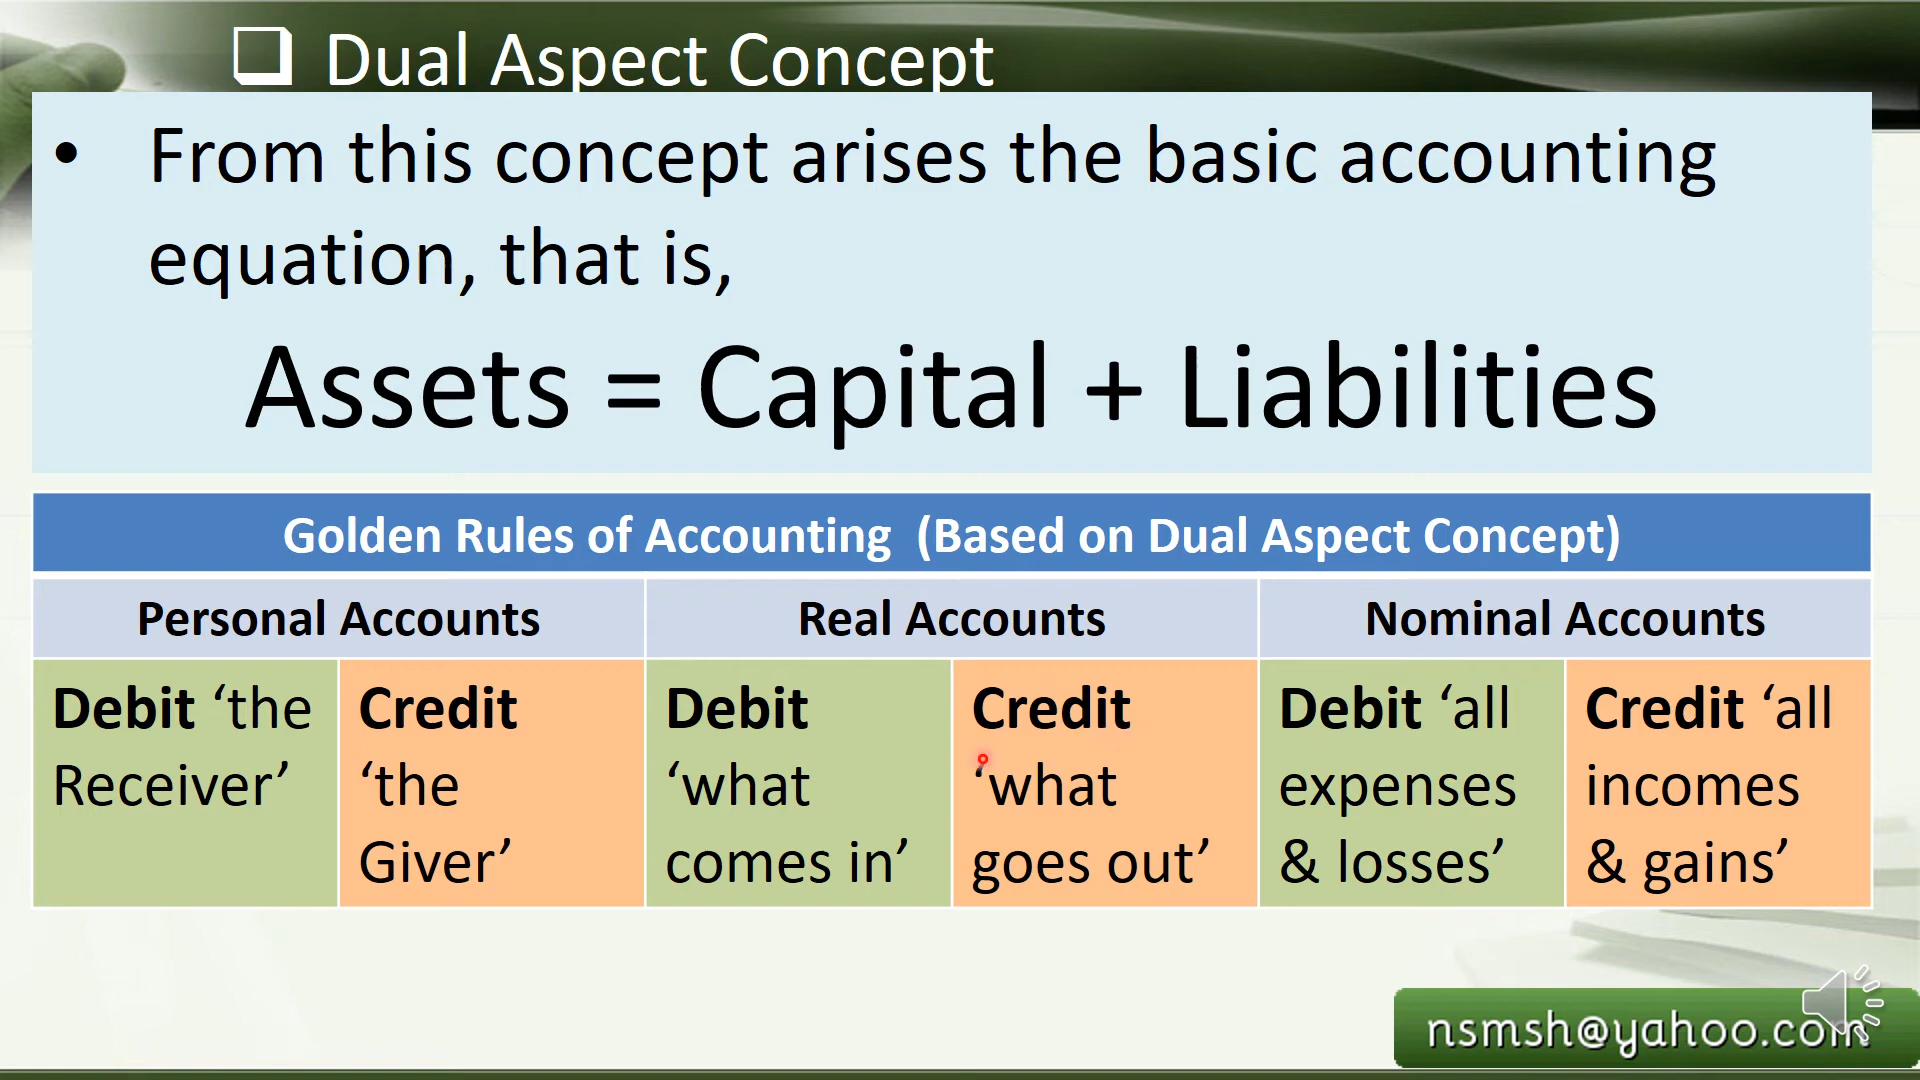 Dual Aspect Concept
• From this concept arises the basic accounting
equation, that is,
Assets = Capital + Liabilities
Golden Rules of Accounting (Based on Dual Aspect Concept)
Personal Accounts Real Accounts Nominal Accounts
Debit ‘the
Receiver’
Credit
‘the
Giver’
Debit
‘what
comes in’
Credit
‘what
goes out’
Debit ‘all
expenses
& losses’
Credit ‘all
incomes
& gains’
nsmsh@yahoo.com